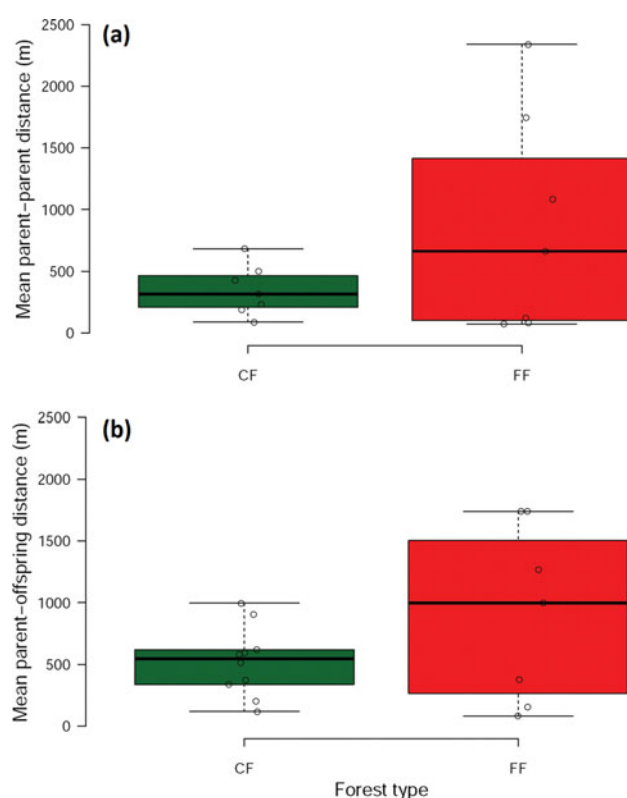 (a)
Mean parent–parent distance (m)
2500
2000
1500
1000
500
0
CF FF
(b)
Mean parent–offspring distance (m)
2500
2000
1500
1000
500
0
CF FF
Forest type